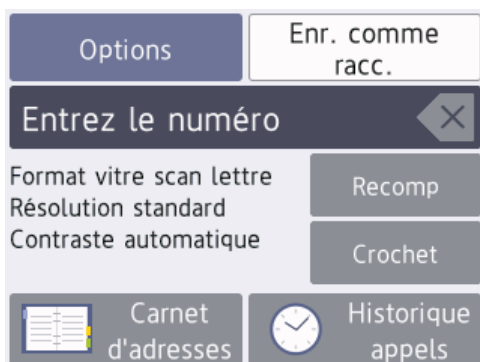 Options
Enr. comme
racc.
Entrez le numéro
Format vitre scan lettre
Résolution standard
Contraste automatique
Recomp
Crochet
Carnet
d'adresses
Historique
appels